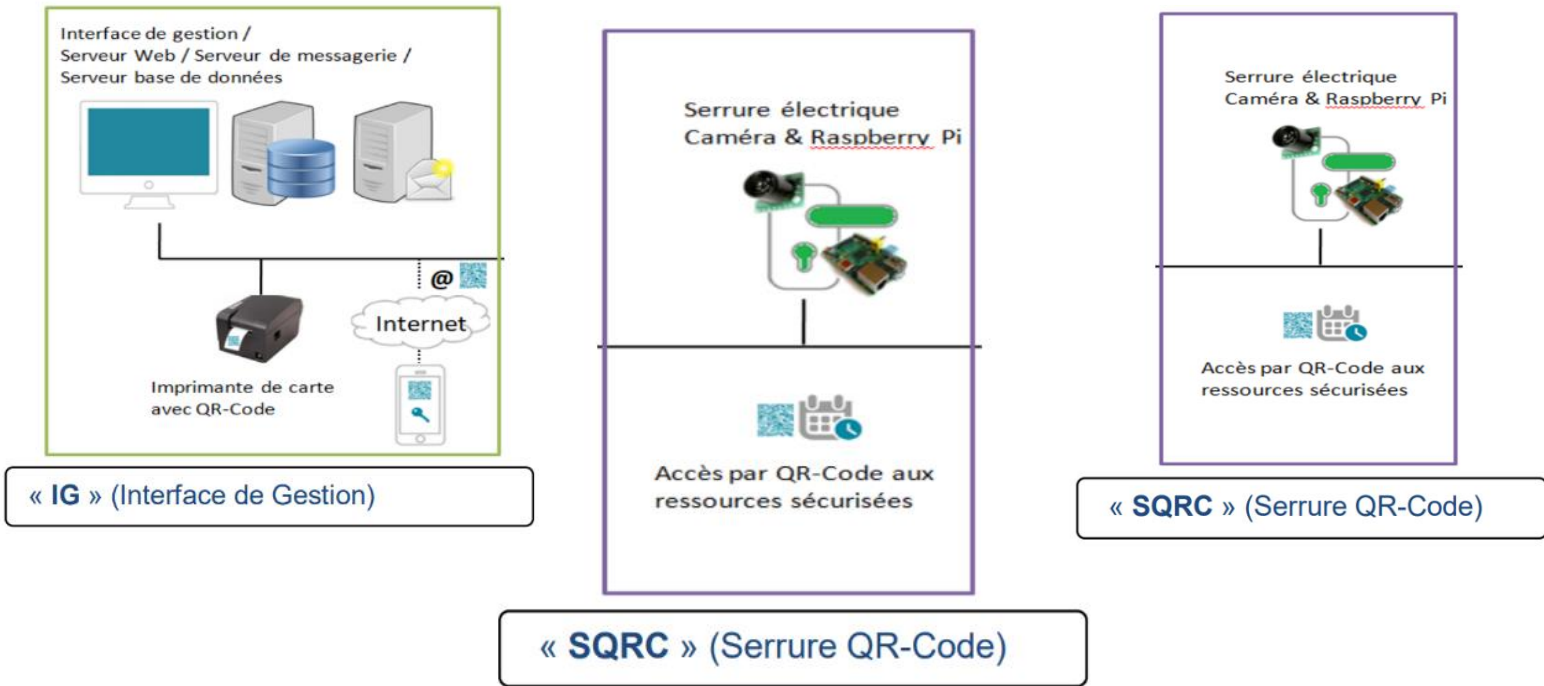 Interface de gestion /
Serveur Web / Serveur de messagerie /
Serveur base de données
@
Internet
Imprimante de carte
avec QR-Code
« IG » (Interface de Gestion)
Serrure électrique
Caméra & Raspberry Pi
Accès par QR-Code aux
ressources sécurisées
« SQRC » (Serrure QR-Code)
Serrure électrique
Caméra & Raspberry Pi
Accès par QR-Code aux
ressources sécurisées
« SQRC » (Serrure QR-Code)